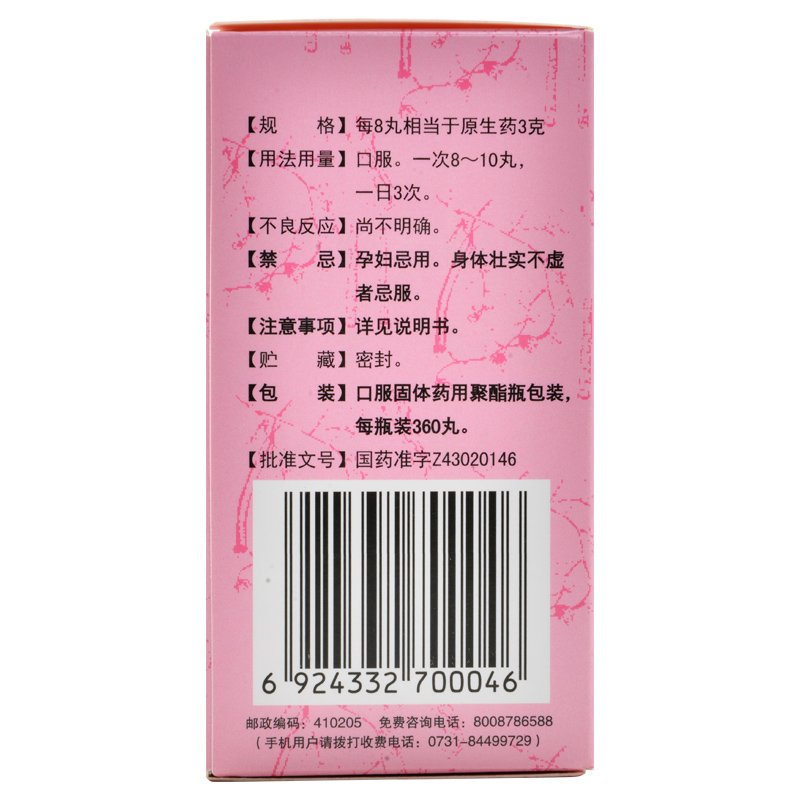 【规　　格】每8丸相当于原生药3克
【用法用量】口服。一次8～10丸，
一日3次。
【不良反应】尚不明确。
【禁　　忌】孕妇忌用。身体壮实不虚
者忌服。
【注意事项】详见说明书。
【贮　　藏】密封。
【包　　装】口服固体药用聚酯瓶包装，
每瓶装360丸。
【批准文号】国药准字Z43020146
6 924332 700046
邮政编码：410205　免费咨询电话：8008786588
（手机用户请拨打收费电话：0731-84499729）